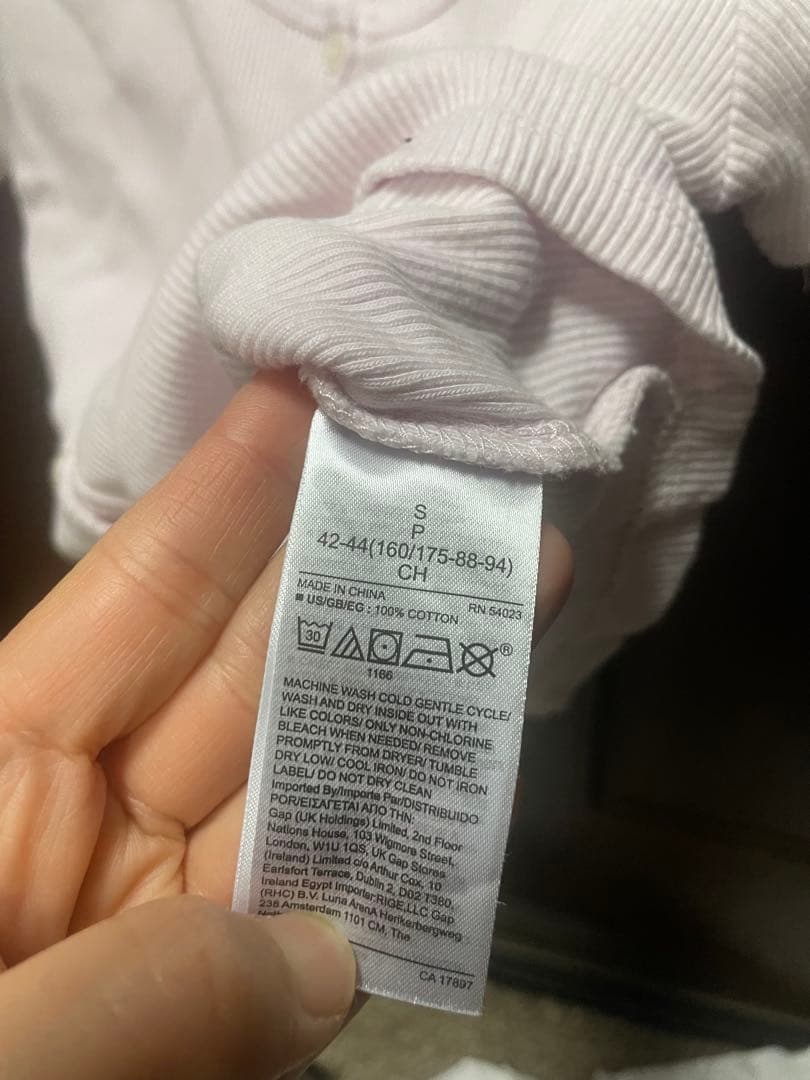 S
P
42-44(160/175-88-94)
CH
MADE IN CHINA
RN 54023
■ US/GB/EG : 100% COTTON
30
®
1166
MACHINE WASH COLD GENTLE CYCLE/
WASH AND DRY INSIDE OUT WITH
LIKE COLORS/ ONLY NON-CHLORINE
BLEACH WHEN NEEDED/ REMOVE
PROMPTLY FROM DRYER/ TUMBLE
DRY LOW/ COOL IRON/ DO NOT IRON
LABEL/ DO NOT DRY CLEAN
Imported By/Importe Par/DISTRIBUIDO
POR/ΕΙΣΑΓΕΤΑΙ ΑΠΟ ΤΗΝ:
Gap (UK Holdings) Limited, 2nd Floor
Nations House, 103 Wigmore Street,
London, W1U 1QS, UK Gap Stores
(Ireland) Limited c/o Arthur Cox, 10
Earlsfort Terrace, Dublin 2, D02 T380,
Ireland Egypt Importer:RIGE,LLC Gap
(RHC) B.V. Luna ArenA Herikerbergweg
238 Amsterdam 1101 CM, The
CA 17897